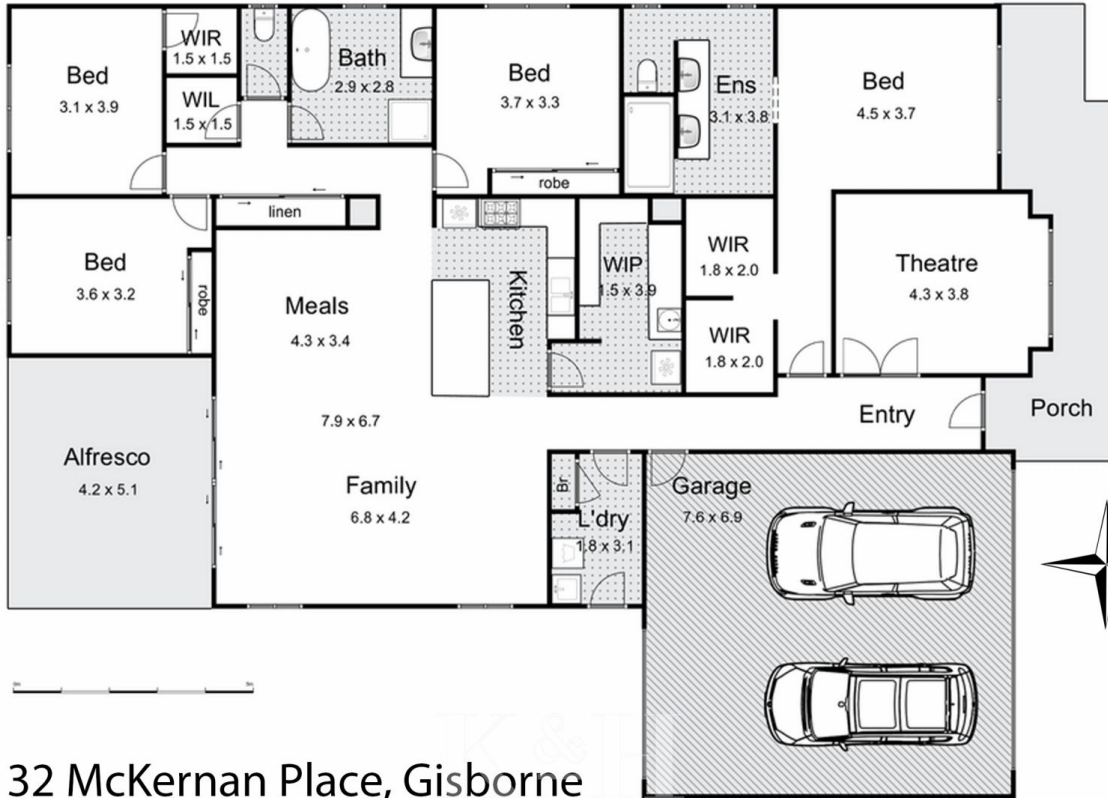 WIR
1.5 x 1.5
Bed
3.1 x 3.9
WIL
1.5 x 1.5
Bath
2.9 x 2.8
Bed
3.7 x 3.3
robe
Ens
3.1 x 3.8
Bed
4.5 x 3.7
linen
Bed
3.6 x 3.2
robe
Meals
4.3 x 3.4
Kitchen
WIP
1.5 x 3.9
WIR
1.8 x 2.0
WIR
1.8 x 2.0
Theatre
4.3 x 3.8
7.9 x 6.7
Entry
Porch
Alfresco
4.2 x 5.1
Family
6.8 x 4.2
Br
L'dry
1.8 x 3.1
Garage
7.6 x 6.9
0m
5m
K & H
32 McKernan Place, Gisborne